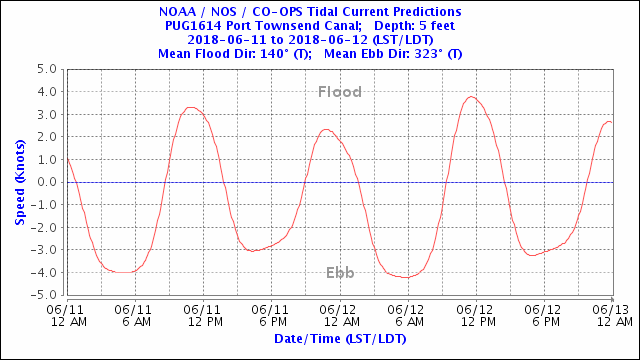 NOAA / NOS / CO-OPS Tidal Current Predictions
PUG1614 Port Townsend Canal;   Depth: 5 feet
2018-06-11 to 2018-06-12 (LST/LDT)
Mean Flood Dir: 140° (T);   Mean Ebb Dir: 323° (T)
5.0
4.0
3.0
2.0
1.0
0.0
−1.0
−2.0
−3.0
−4.0
−5.0
Speed (Knots)
Flood
Ebb
06/11 06/11 06/11 06/11 06/12 06/12 06/12 06/12 06/13
12 AM 6 AM 12 PM 6 PM 12 AM 6 AM 12 PM 6 PM 12 AM
Date/Time (LST/LDT)